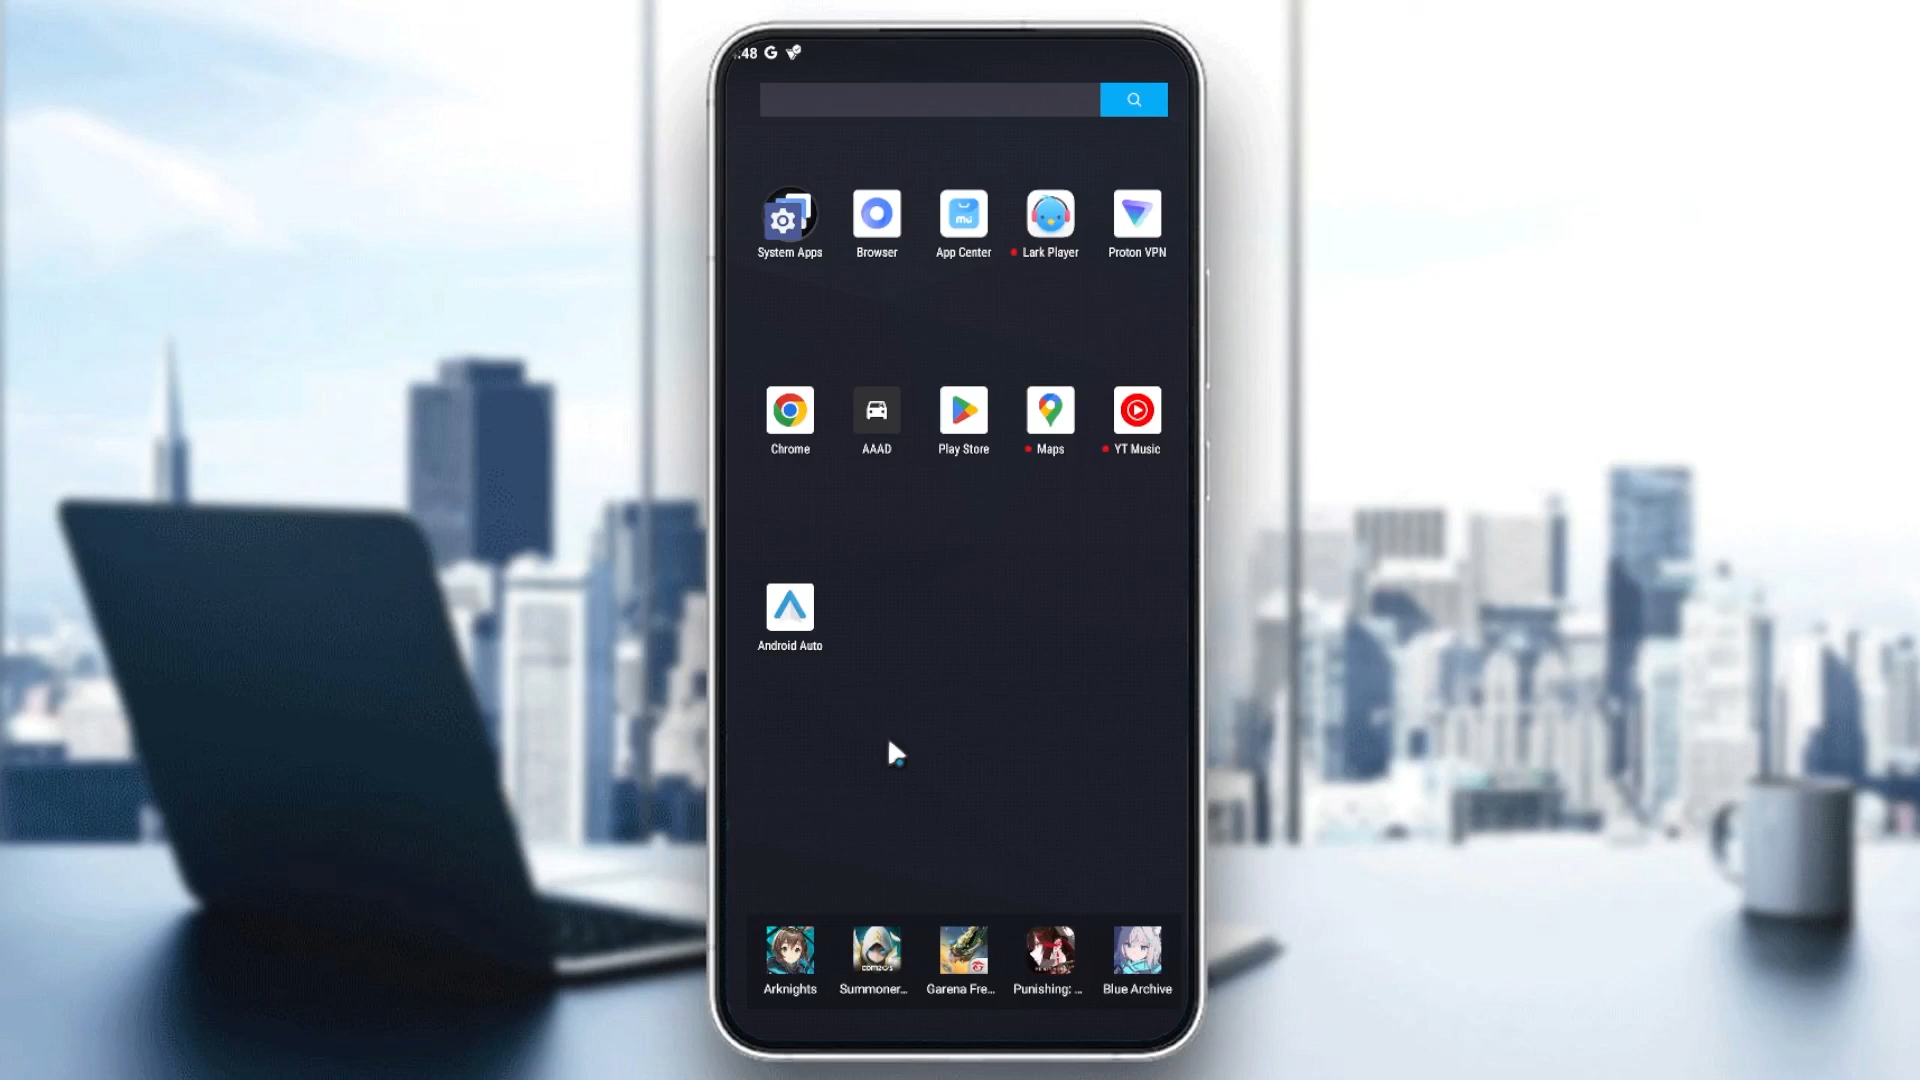 :48
System Apps
Browser
App Center
Lark Player
Proton VPN
Chrome
AAAD
Play Store
Maps
YT Music
Android Auto
Arknights
Summoner...
Garena Fre...
Punishing: ...
Blue Archive